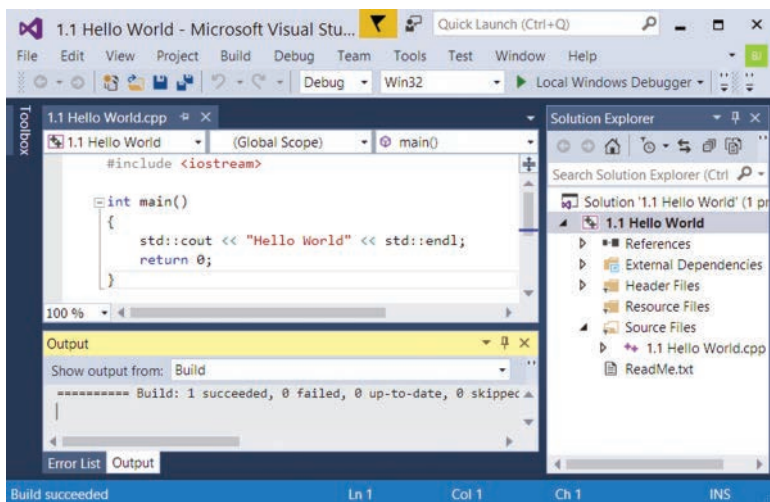 1.1 Hello World - Microsoft Visual Stu...
Quick Launch (Ctrl+Q)
File Edit View Project Build Debug Team Tools Test Window Help
BU
Debug Win32 Local Windows Debugger
Toolbox
1.1 Hello World.cpp
1.1 Hello World (Global Scope) main()
#include <iostream>
int main()
{
std::cout << "Hello World" << std::endl;
return 0;
}
100 %
Output
Show output from: Build
========== Build: 1 succeeded, 0 failed, 0 up-to-date, 0 skipped
Error List Output
Solution Explorer
Search Solution Explorer (Ctrl
Solution '1.1 Hello World' (1 pr
1.1 Hello World
References
External Dependencies
Header Files
Resource Files
Source Files
1.1 Hello World.cpp
ReadMe.txt
Build succeeded Ln 1 Col 1 Ch 1 INS